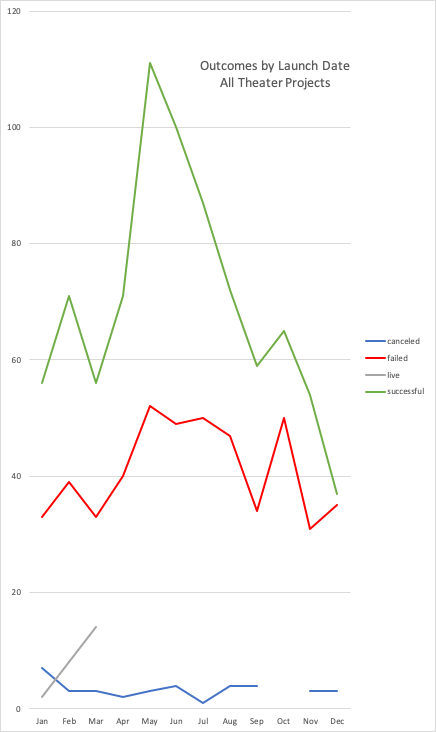 120
Outcomes by Launch Date
All Theater Projects
100
80
60
40
20
0
canceled
failed
live
successful
Jan Feb Mar Apr May Jun Jul Aug Sep Oct Nov Dec